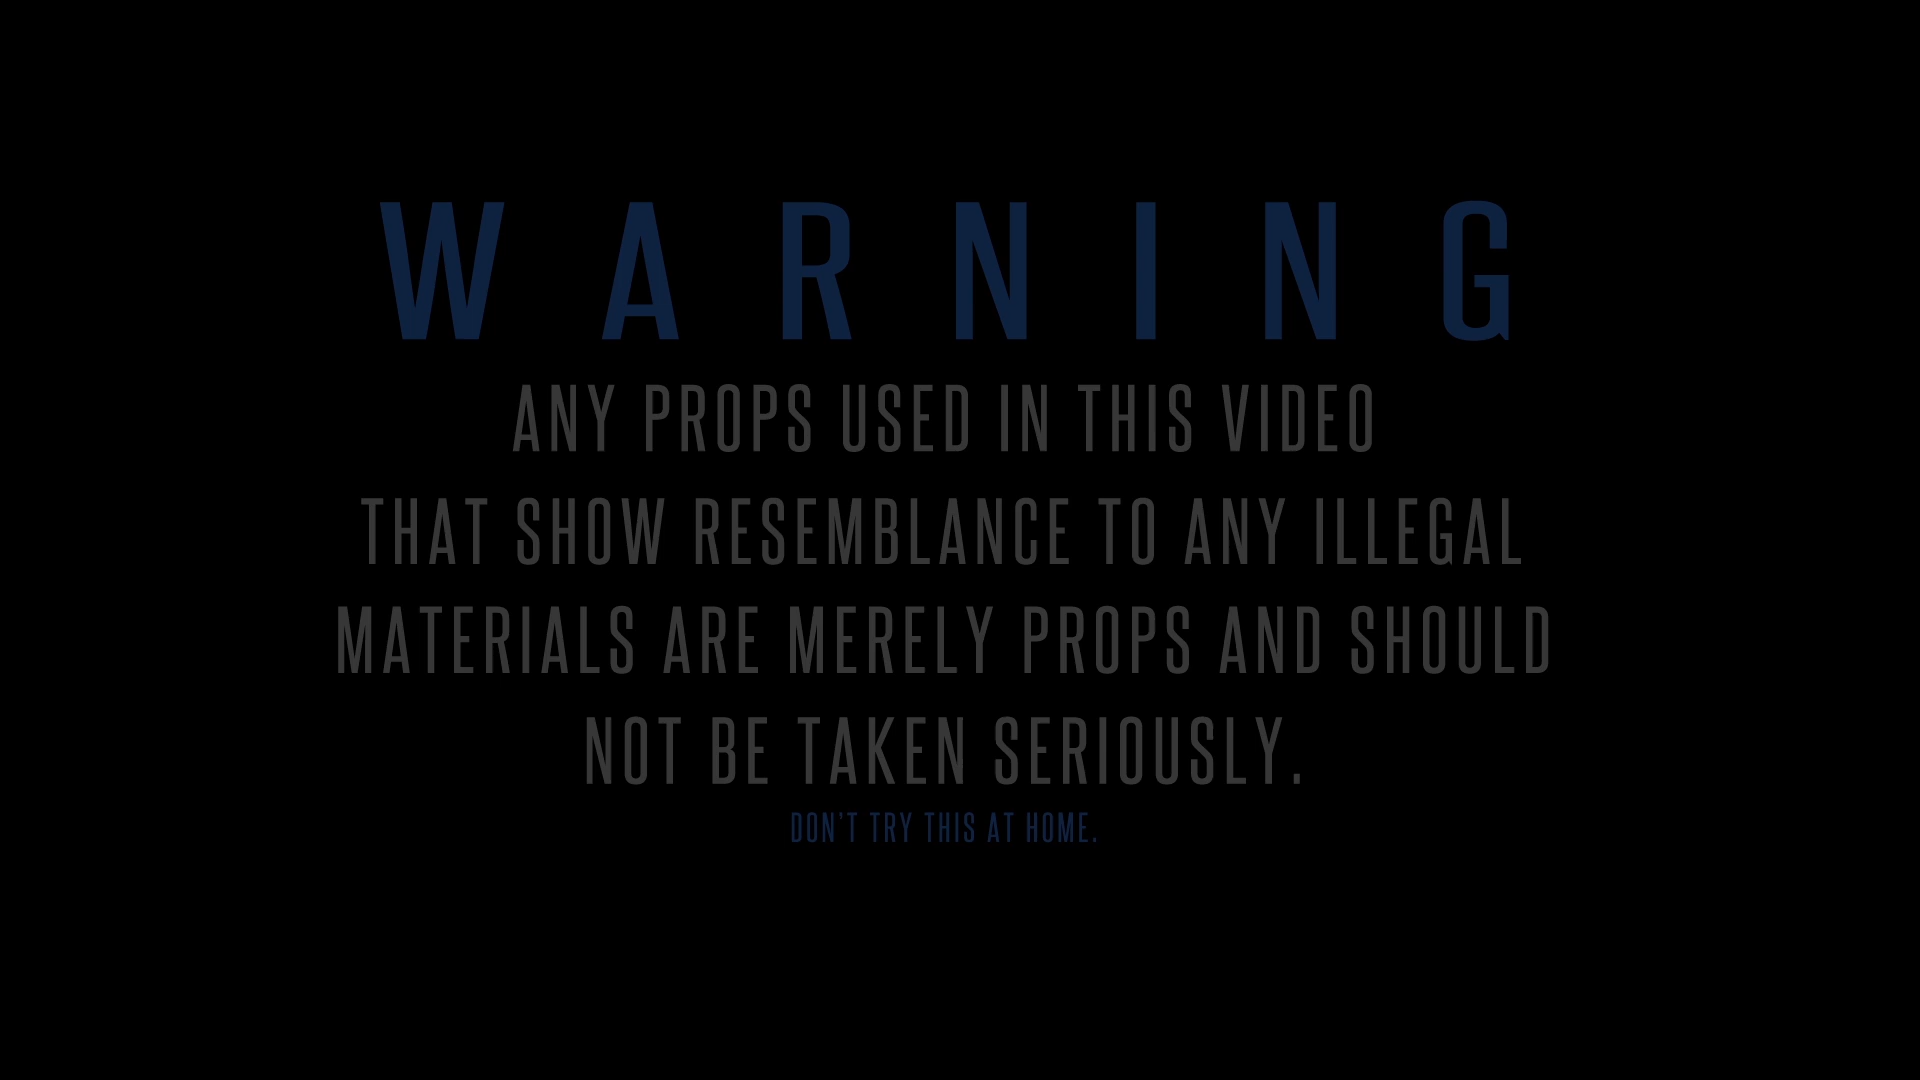 WARNING
ANY PROPS USED IN THIS VIDEO
THAT SHOW RESEMBLANCE TO ANY ILLEGAL
MATERIALS ARE MERELY PROPS AND SHOULD
NOT BE TAKEN SERIOUSLY.
DON'T TRY THIS AT HOME.